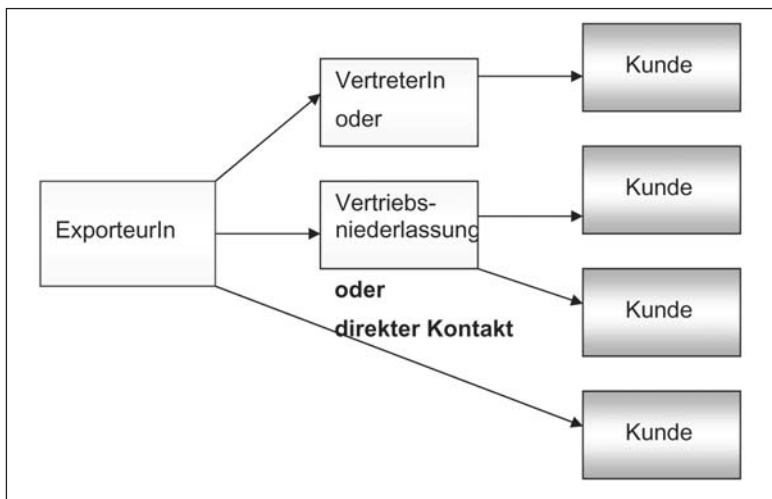 Kunde
VertreterIn
oder
Kunde
Vertriebs-
niederlassung
ExporteurIn
oder
direkter Kontakt
Kunde
Kunde